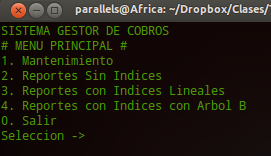 parallels@Africa: ~/Dropbox/Clases/
SISTEMA GESTOR DE COBROS
# MENU PRINCIPAL #
1. Mantenimiento
2. Reportes Sin Indices
3. Reportes con Indices Lineales
4. Reportes con Indices con Arbol B
0. Salir
Seleccion ->